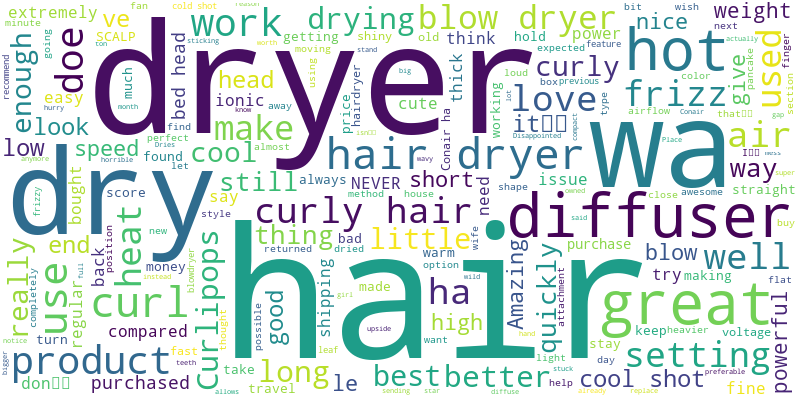 dryer
hair
dry
wa
diffuser
great
hot
hair dryer
product
curl
frizz
setting
blow dryer
work
drying
curly hair
love
air
well
better
best
long
use
used
heat
make
doe
ha
little
thing
really
Curlipops
quickly
powerful
way
cool
speed
enough
look
low
end
still
head
curly
nice
power
weight
give
extremely
ve
easy
much
getting
shiny
moving
using
old
think
hold
expected
feature
bit
wish
type
color
section
finger
next
actually
pancake
that
cold shot
reason
minute
fan
SCALP
going
recommend
bed head
ionic
cute
thick
working
loud
box
previous
airflow
price
hairdryer
away
know
big
stand
sticking
worth
ton
month
hurry
perfect
find
almost
Dries
let
horrible
anymore
found
score
say
always
NEVER
short
need
it
issue
shape
method
house
isn
wavy
lot
Disappointed
compact
Place
Conair
Conair ha
I
gap
mess
super
straight
close
awesome
owned
said
buy
purchase
blow
try
making
flat
keep
heavier
voltage
stay
light
day
help
stuck
cool shot
fine
replace
already
preferable
hand
diffuse
allows
star
sending
travel
take
le
want
high
good
shipping
made
bad
warm
option
wife
Amazing
attachment
wild
upside
girl
leaf
possible
returned
dried
style
money
new
position
back
regular
bought
frizzy
completely
full
turn
compared
purchased
don
notice
bigger
fast
teeth
instead
thought
blowdryer